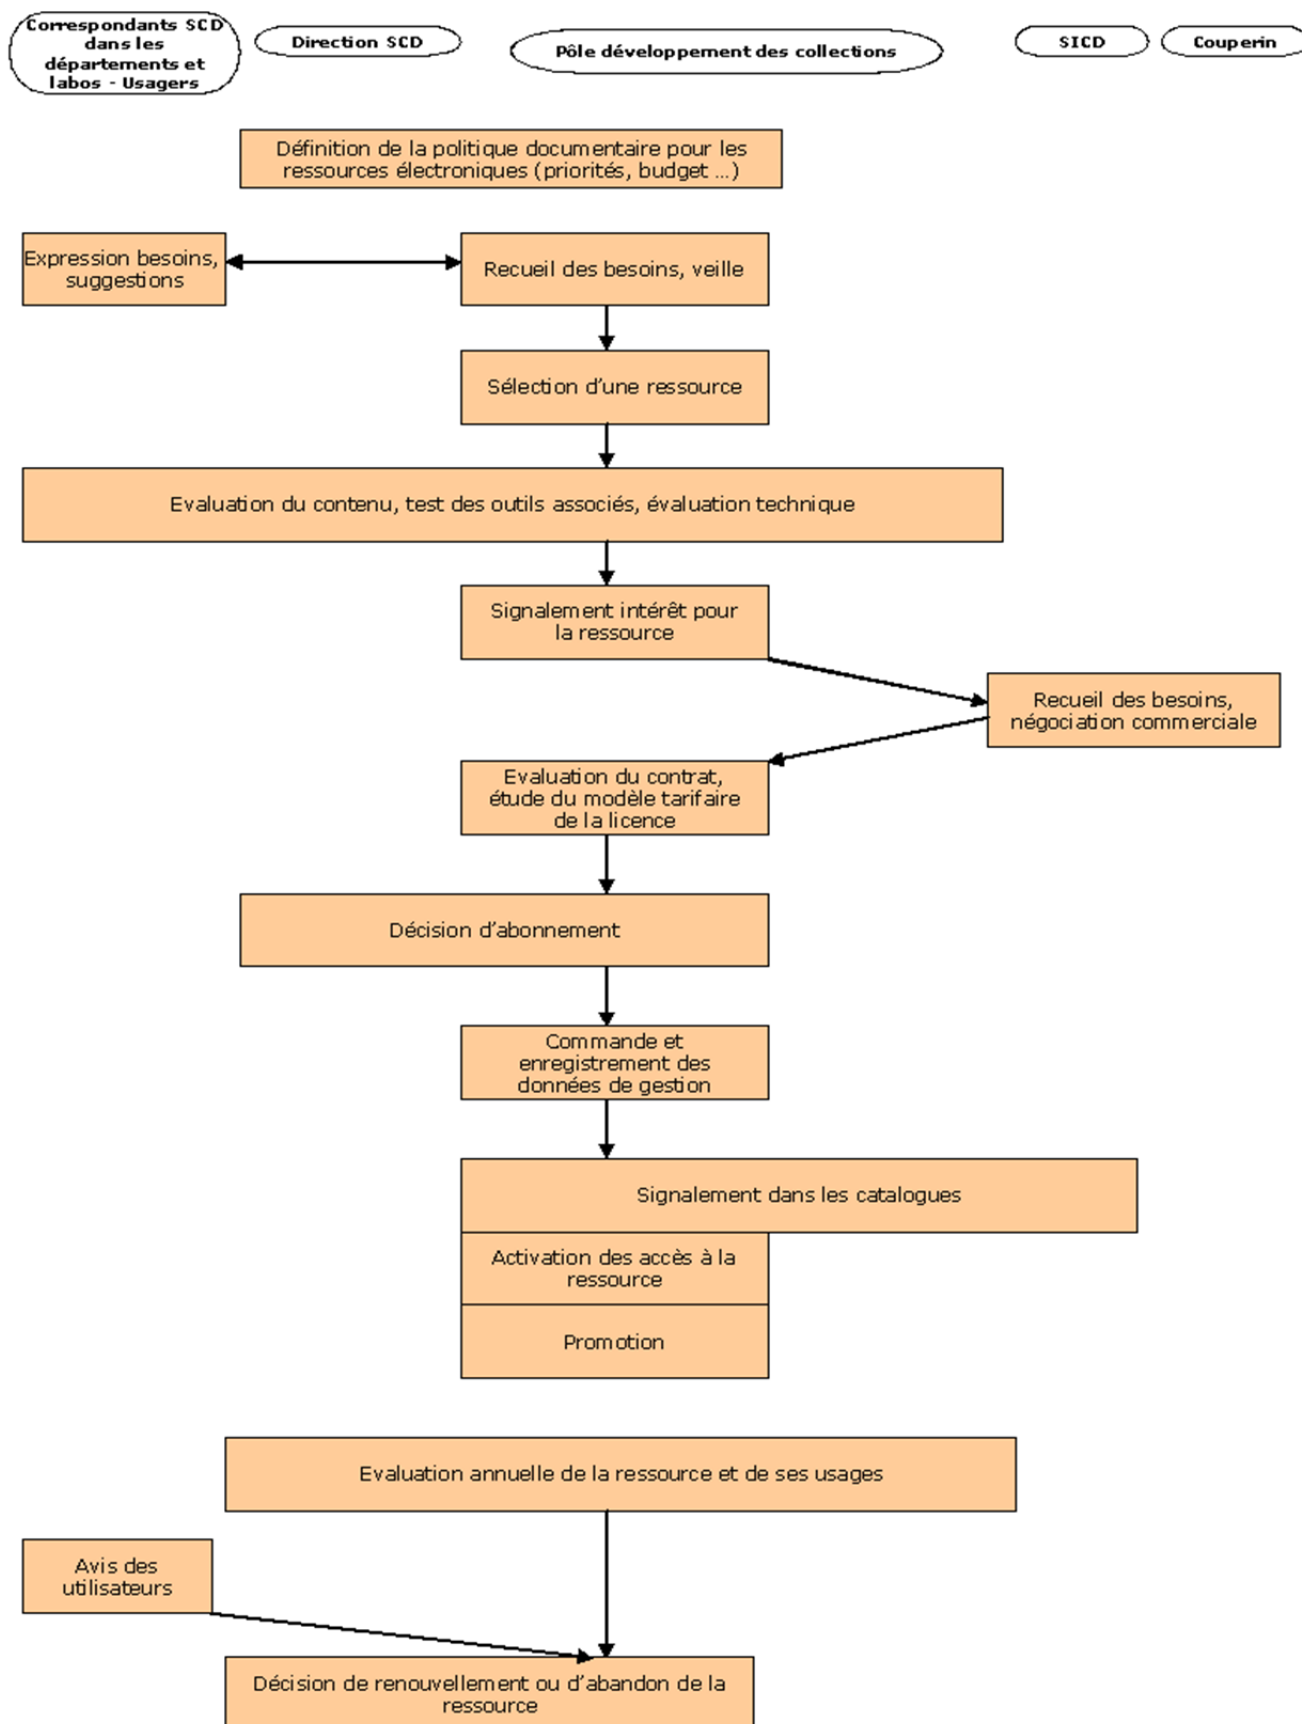 Correspondants SCD
dans les
départements et
labos - Usagers
Direction SCD
Pôle développement des collections
SICD
Couperin
Définition de la politique documentaire pour les
ressources électroniques (priorités, budget ...)
Expression besoins,
suggestions
Recueil des besoins, veille
Sélection d'une ressource
Evaluation du contenu, test des outils associés, évaluation technique
Signalement intérêt pour
la ressource
Recueil des besoins,
négociation commerciale
Evaluation du contrat,
étude du modèle tarifaire
de la licence
Décision d'abonnement
Commande et
enregistrement des
données de gestion
Signalement dans les catalogues
Activation des accès à la
ressource
Promotion
Evaluation annuelle de la ressource et de ses usages
Avis des
utilisateurs
Décision de renouvellement ou d'abandon de la
ressource